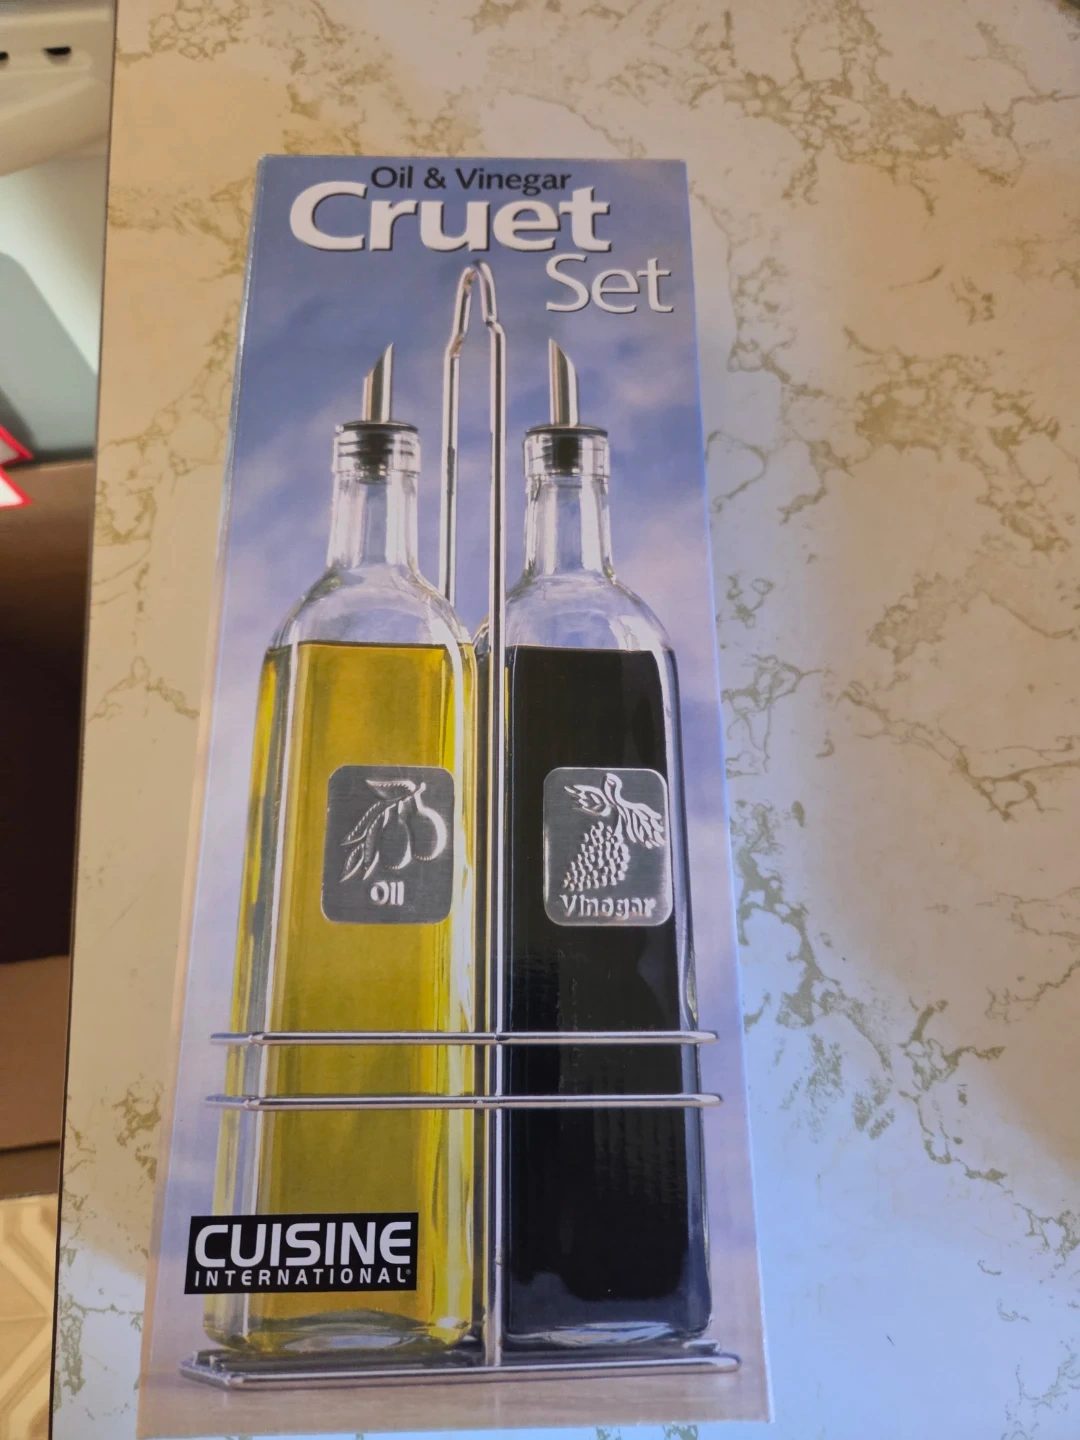 Oil & Vinegar
Cruet
Set
Oil
Vinegar
CUISINE
INTERNATIONAL®